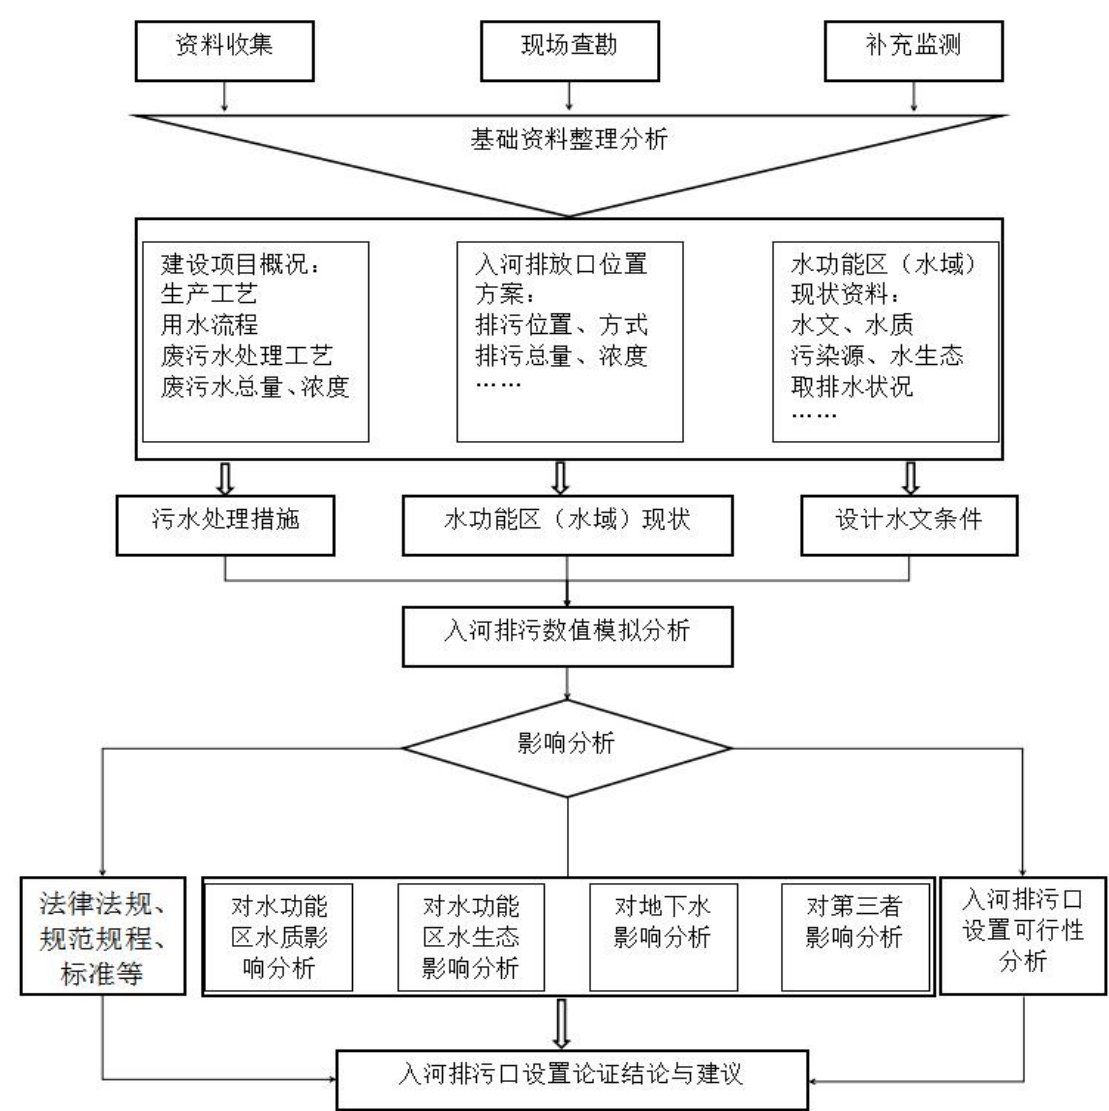 资料收集
现场查勘
补充监测
基础资料整理分析
建设项目概况：
生产工艺
用水流程
废污水处理工艺
废污水总量、浓度
入河排放口位置
方案：
排污位置、方式
排污总量、浓度
……
水功能区（水域）
现状资料：
水文、水质
污染源、水生态
取排水状况
……
污水处理措施
水功能区（水域）现状
设计水文条件
入河排污数值模拟分析
影响分析
法律法规、
规范规程、
标准等
对水功能
区水质影
响分析
对水功能
区水生态
影响分析
对地下水
影响分析
对第三者
影响分析
入河排污口
设置可行性
分析
入河排污口设置论证结论与建议